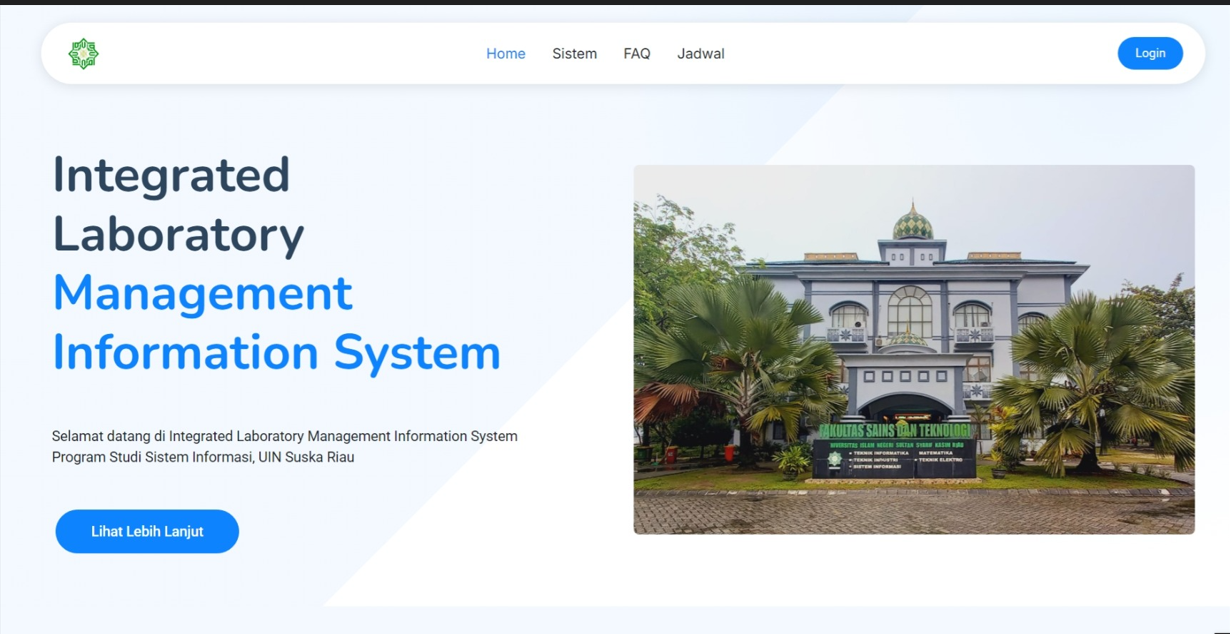 Home Sistem FAQ Jadwal Login
Integrated
Laboratory
Management
Information System
Selamat datang di Integrated Laboratory Management Information System
Program Studi Sistem Informasi, UIN Suska Riau
Lihat Lebih Lanjut
FAKULTAS SAINS DAN TEKNOLOGI
UNIVERSITAS ISLAM NEGERI SULTAN SYARIF KASIM RIAU
TEKNIK INFORMATIKA MATEMATIKA
TEKNIK INDUSTRI TEKNIK ELEKTRO
SISTEM INFORMASI